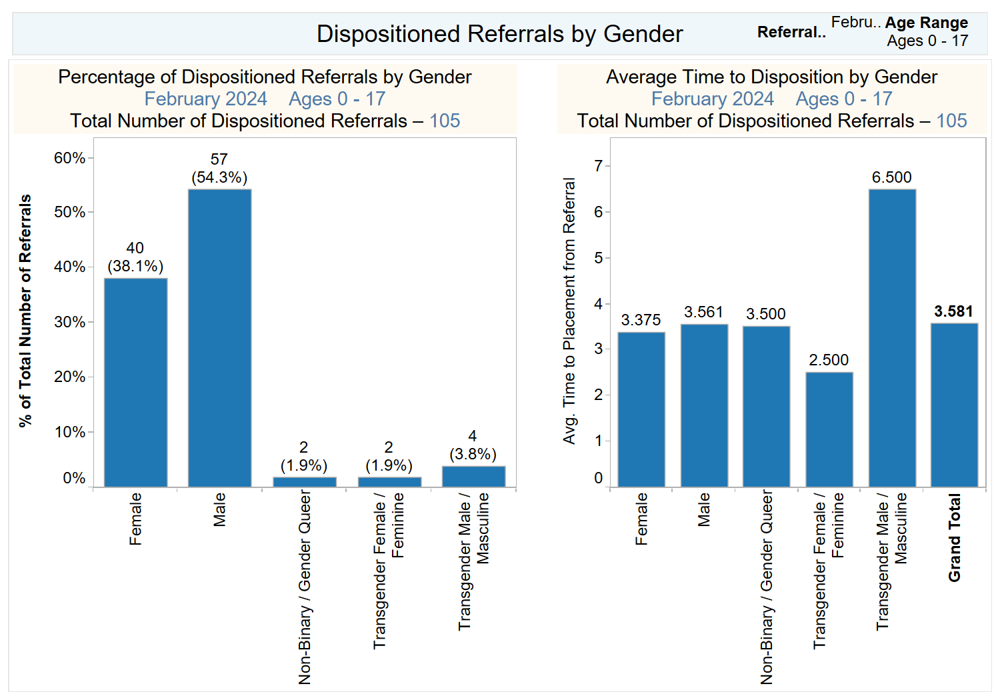 Dispositioned Referrals by Gender
Referral..
Febru..
Age Range
Ages 0 - 17
Percentage of Dispositioned Referrals by Gender
February 2024 Ages 0 - 17
Total Number of Dispositioned Referrals – 105
% of Total Number of Referrals
60%
50%
40%
30%
20%
10%
0%
40
(38.1%)
57
(54.3%)
2
(1.9%)
2
(1.9%)
4
(3.8%)
Female
Male
Non-Binary / Gender Queer
Transgender Female /
Feminine
Transgender Male /
Masculine
Average Time to Disposition by Gender
February 2024 Ages 0 - 17
Total Number of Dispositioned Referrals – 105
Avg. Time to Placement from Referral
7
6
5
4
3
2
1
0
3.375
3.561
3.500
2.500
6.500
3.581
Female
Male
Non-Binary / Gender Queer
Transgender Female /
Feminine
Transgender Male /
Masculine
Grand Total